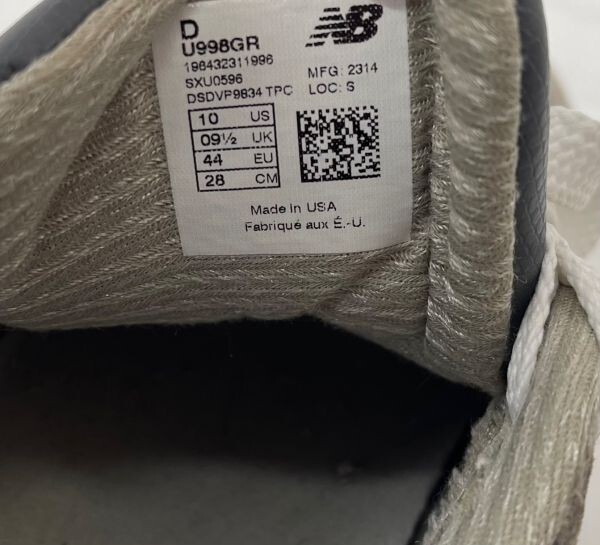 D
NB
U998GR
196432311996
SXU0596
MFG: 2314
DSDVP9834 TPC
LOC: S
10 US
09½ UK
44 EU
28 CM
Made in USA
Fabriqué aux É.-U.